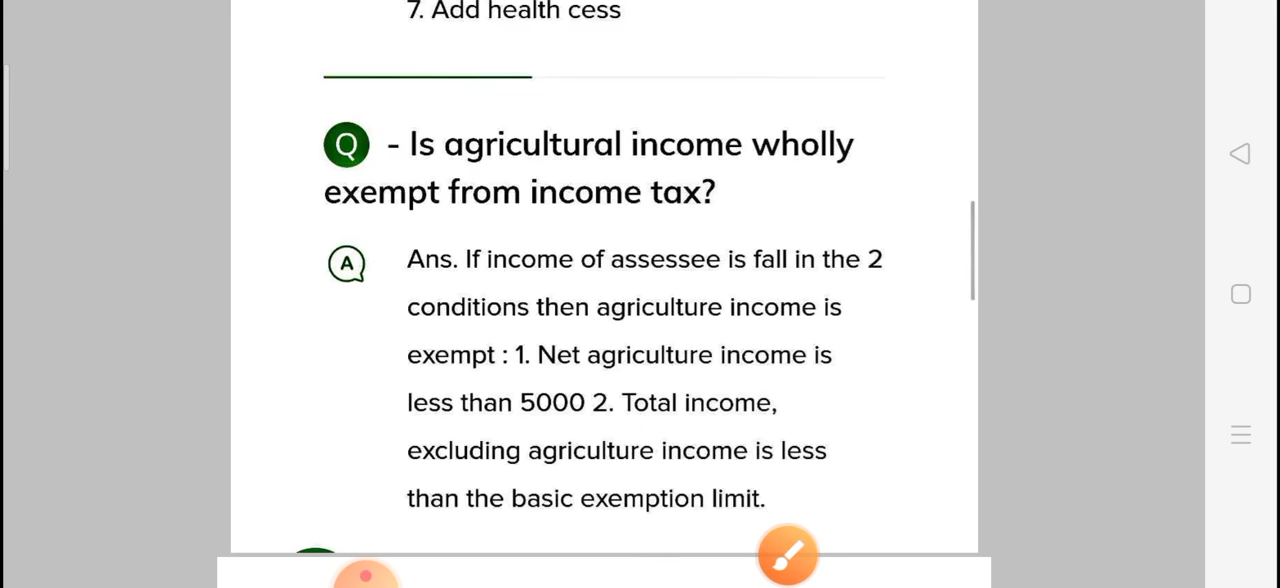 7. Add health cess
Q - Is agricultural income wholly
exempt from income tax?
A Ans. If income of assessee is fall in the 2
conditions then agriculture income is
exempt : 1. Net agriculture income is
less than 5000 2. Total income,
excluding agriculture income is less
than the basic exemption limit.